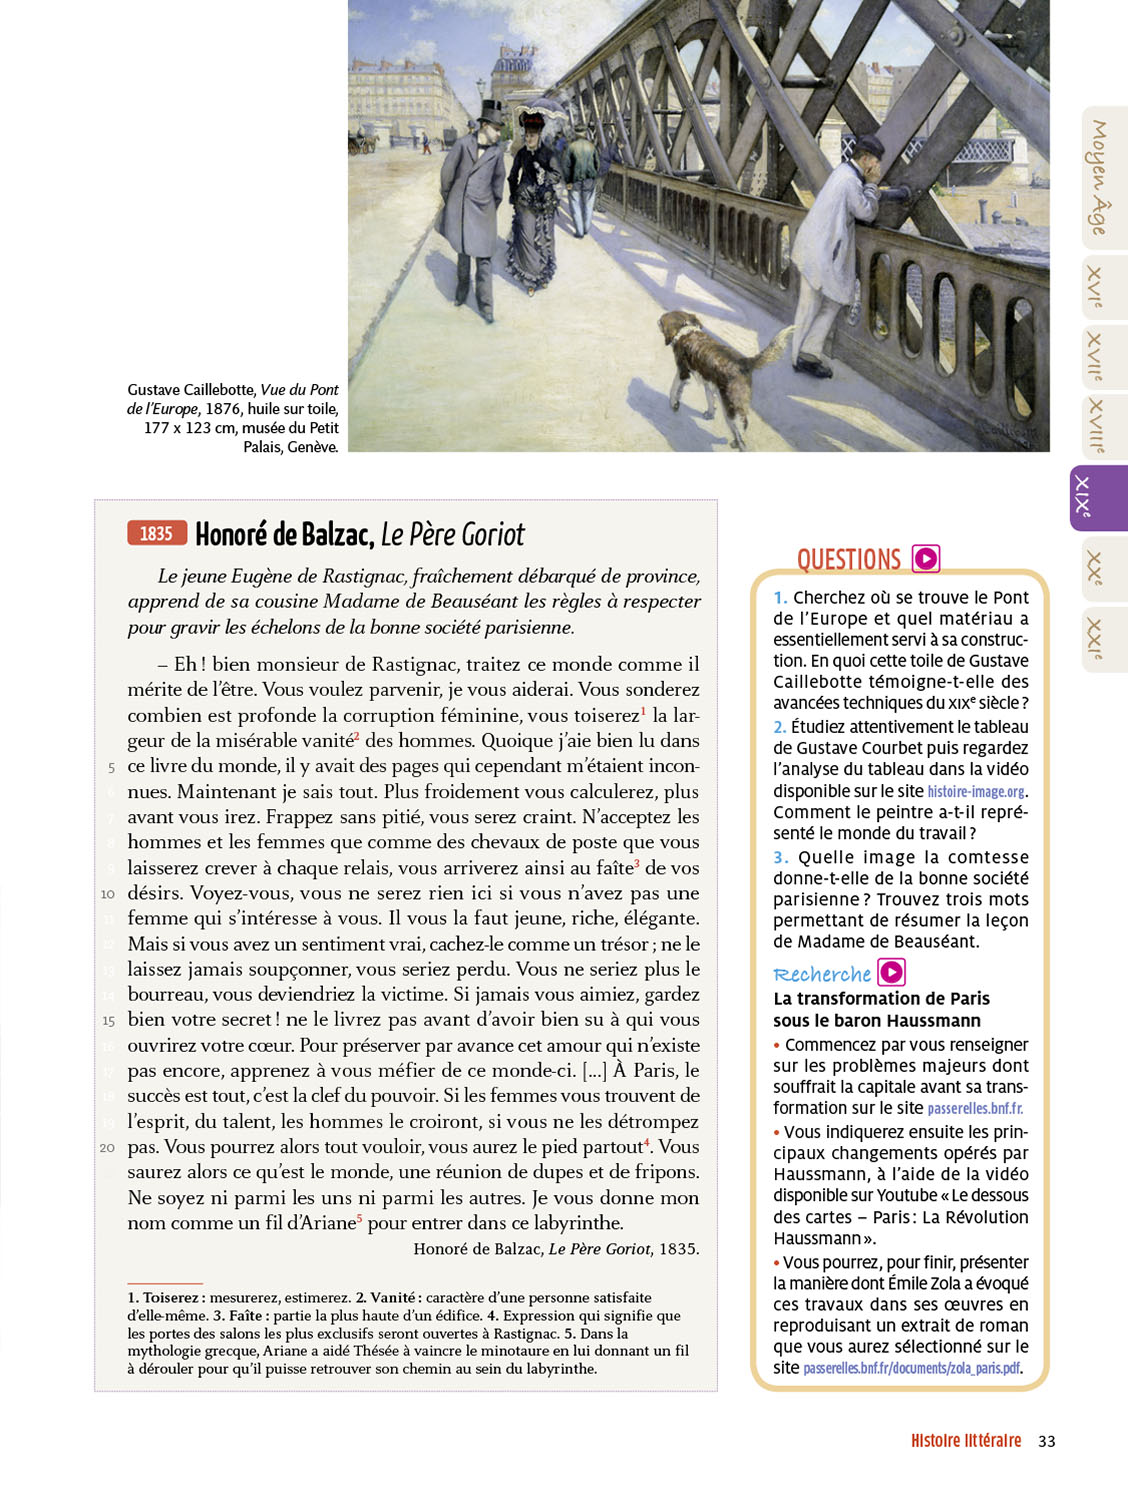 Gustave Caillebotte, Vue du Pont
de l'Europe, 1876, huile sur toile,
177 x 123 cm, musée du Petit
Palais, Genève.
Moyen Âge
XVIe
XVIIe
XVIIIe
XIXe
XXe
XXIe
1835 Honoré de Balzac, Le Père Goriot
Le jeune Eugène de Rastignac, fraîchement débarqué de province,
apprend de sa cousine Madame de Beauséant les règles à respecter
pour gravir les échelons de la bonne société parisienne.
– Eh ! bien monsieur de Rastignac, traitez ce monde comme il
mérite de l'être. Vous voulez parvenir, je vous aiderai. Vous sonderez
combien est profonde la corruption féminine, vous toiserez1 la lar-
geur de la misérable vanité2 des hommes. Quoique j'aie bien lu dans
5 ce livre du monde, il y avait des pages qui cependant m'étaient incon-
6 nues. Maintenant je sais tout. Plus froidement vous calculerez, plus
7 avant vous irez. Frappez sans pitié, vous serez craint. N'acceptez les
8 hommes et les femmes que comme des chevaux de poste que vous
9 laisserez crever à chaque relais, vous arriverez ainsi au faîte3 de vos
10 désirs. Voyez-vous, vous ne serez rien ici si vous n'avez pas une
11 femme qui s'intéresse à vous. Il vous la faut jeune, riche, élégante.
12 Mais si vous avez un sentiment vrai, cachez-le comme un trésor ; ne le
13 laissez jamais soupçonner, vous seriez perdu. Vous ne seriez plus le
14 bourreau, vous deviendriez la victime. Si jamais vous aimiez, gardez
15 bien votre secret ! ne le livrez pas avant d'avoir bien su à qui vous
16 ouvrirez votre cœur. Pour préserver par avance cet amour qui n'existe
17 pas encore, apprenez à vous méfier de ce monde-ci. [...] À Paris, le
18 succès est tout, c'est la clef du pouvoir. Si les femmes vous trouvent de
19 l'esprit, du talent, les hommes le croiront, si vous ne les détrompez
20 pas. Vous pourrez alors tout vouloir, vous aurez le pied partout4. Vous
saurez alors ce qu'est le monde, une réunion de dupes et de fripons.
Ne soyez ni parmi les uns ni parmi les autres. Je vous donne mon
nom comme un fil d'Ariane5 pour entrer dans ce labyrinthe.
Honoré de Balzac, Le Père Goriot, 1835.
1. Toiserez : mesurerez, estimerez. 2. Vanité : caractère d'une personne satisfaite
d'elle-même. 3. Faîte : partie la plus haute d'un édifice. 4. Expression qui signifie que
les portes des salons les plus exclusifs seront ouvertes à Rastignac. 5. Dans la
mythologie grecque, Ariane a aidé Thésée à vaincre le minotaure en lui donnant un fil
à dérouler pour qu'il puisse retrouver son chemin au sein du labyrinthe.
QUESTIONS
1. Cherchez où se trouve le Pont
de l'Europe et quel matériau a
essentiellement servi à sa construc-
tion. En quoi cette toile de Gustave
Caillebotte témoigne-t-elle des
avancées techniques du XIXe siècle ?
2. Étudiez attentivement le tableau
de Gustave Courbet puis regardez
l'analyse du tableau dans la vidéo
disponible sur le site histoire-image.org.
Comment le peintre a-t-il repré-
senté le monde du travail ?
3. Quelle image la comtesse
donne-t-elle de la bonne société
parisienne ? Trouvez trois mots
permettant de résumer la leçon
de Madame de Beauséant.
Recherche
La transformation de Paris
sous le baron Haussmann
• Commencez par vous renseigner
sur les problèmes majeurs dont
souffrait la capitale avant sa trans-
formation sur le site passerelles.bnf.fr.
• Vous indiquerez ensuite les prin-
cipaux changements opérés par
Haussmann, à l'aide de la vidéo
disponible sur Youtube « Le dessous
des cartes – Paris : La Révolution
Haussmann ».
• Vous pourrez, pour finir, présenter
la manière dont Émile Zola a évoqué
ces travaux dans ses œuvres en
reproduisant un extrait de roman
que vous aurez sélectionné sur le
site passerelles.bnf.fr/documents/zola_paris.pdf.
Histoire littéraire 33